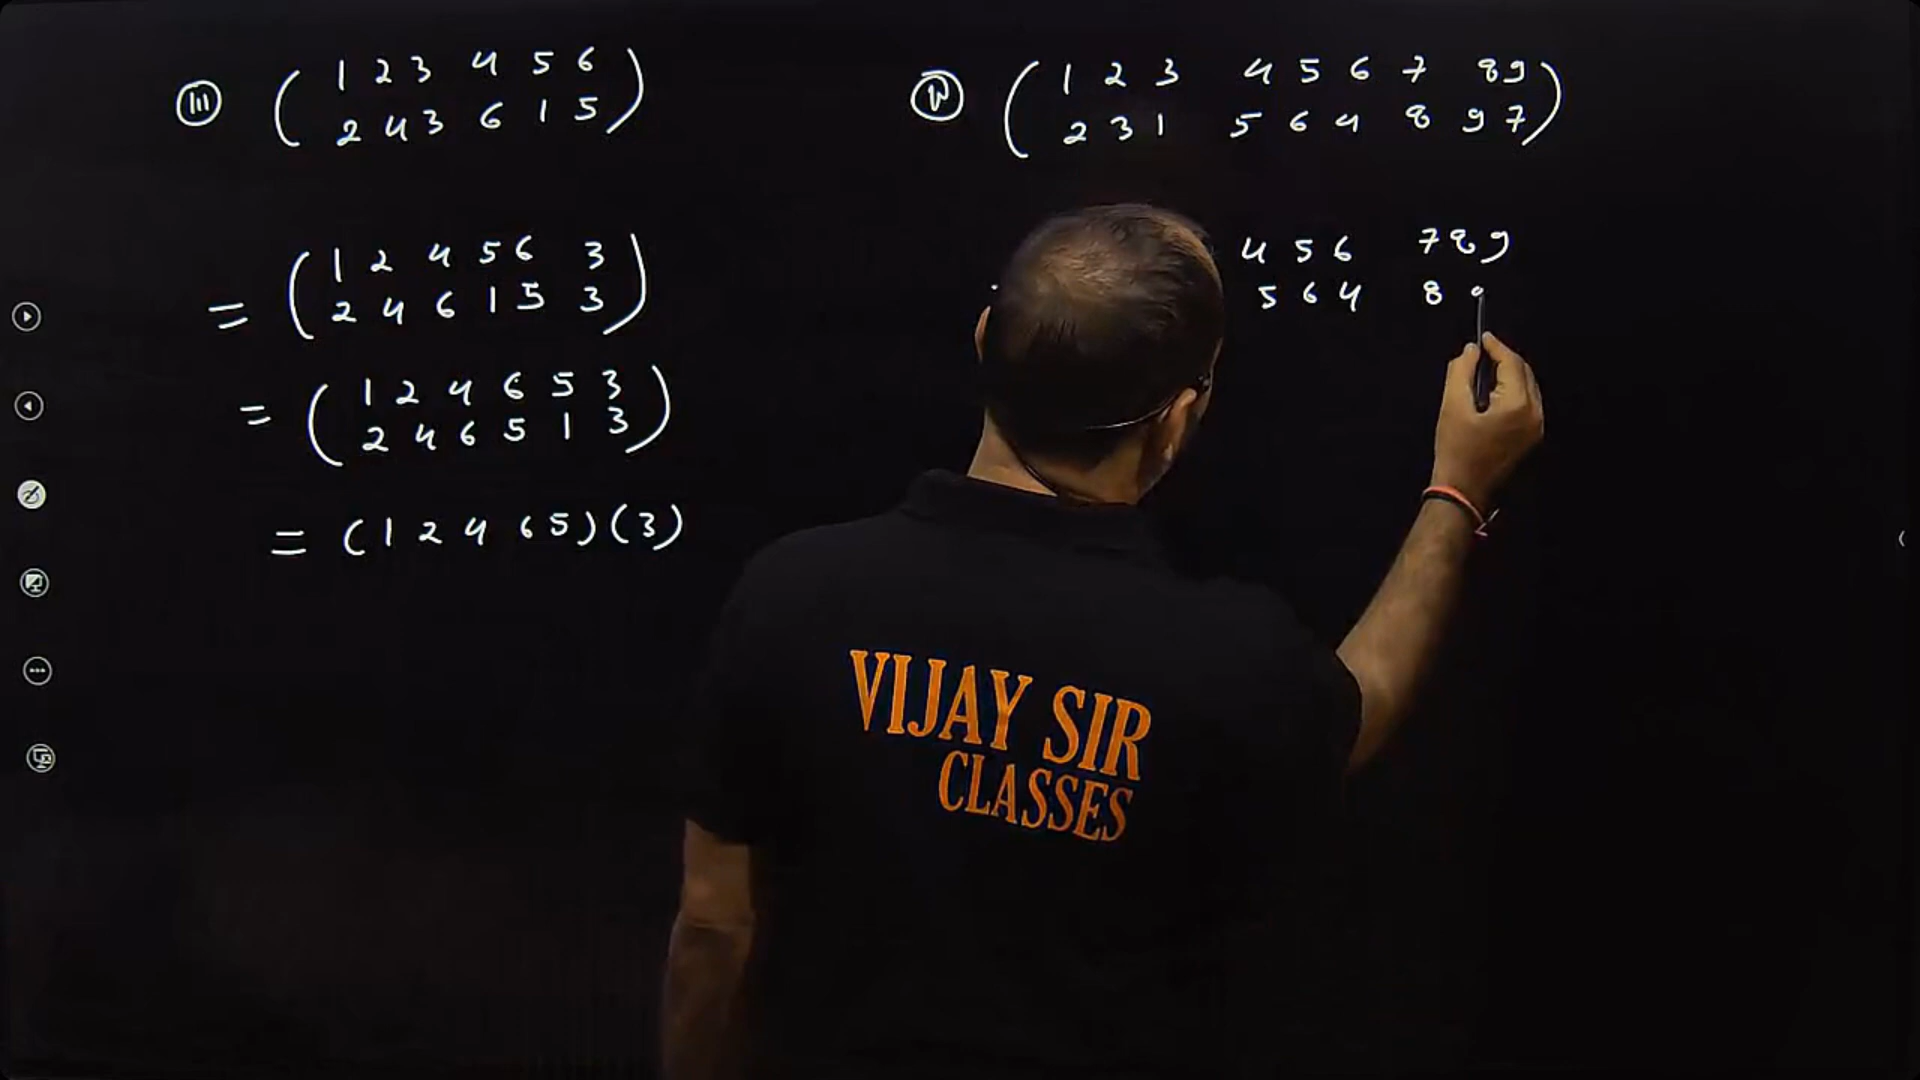 (III) ( 1 2 3 4 5 6 )
( 2 4 3 6 1 5 )
= ( 1 2 4 5 6 3 )
( 2 4 6 1 5 3 )
= ( 1 2 4 6 5 3 )
( 2 4 6 5 1 3 )
= ( 1 2 4 6 5 ) ( 3 )
( 1 2 3 4 5 6 7 8 9 )
( 2 3 1 5 6 4 8 9 7 )
4 5 6 7 8 9
5 6 4 8
VIJAY SIR
CLASSES